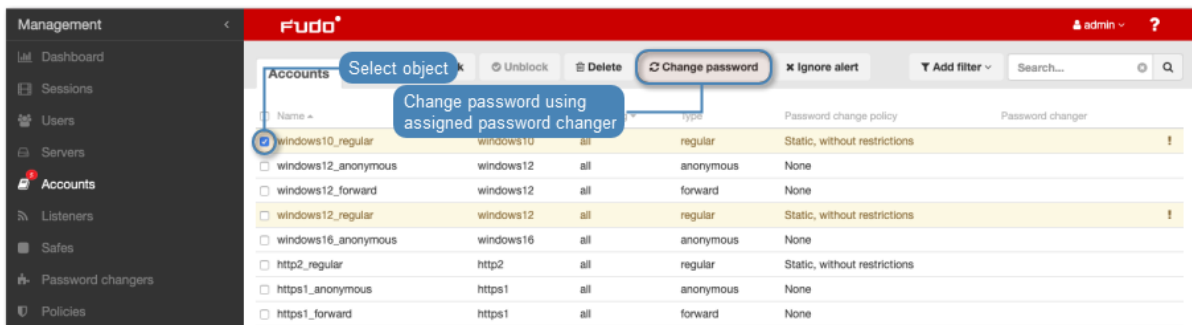 Management
Fudo
admin
?
Dashboard
Sessions
Users
Servers
3
Accounts
Listeners
Safes
Password changers
Policies
Accounts
Select object
k
Unblock
Delete
Change password
Ignore alert
Add filter
Search...
Change password using
assigned password changer
Name Type Password change policy Password changer
windows10_regular windows10 all regular Static, without restrictions !
windows12_anonymous windows12 all anonymous None
windows12_forward windows12 all forward None
windows12_regular windows12 all regular Static, without restrictions !
windows16_anonymous windows16 all anonymous None
http2_regular http2 all regular Static, without restrictions
https1_anonymous https1 all anonymous None
https1_forward https1 all forward None